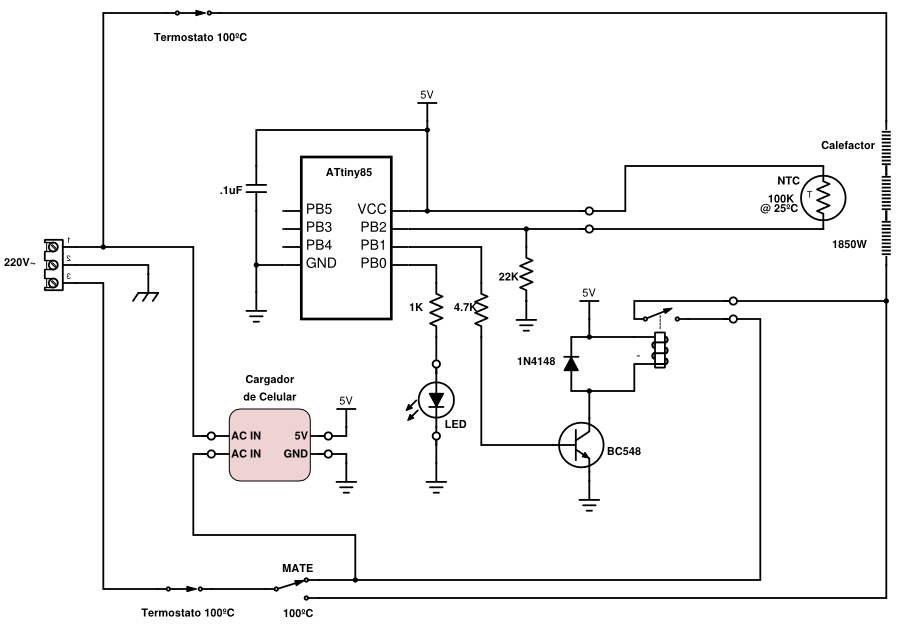 Termostato 100ºC
5V
Calefactor
ATtiny85
.1uF
NTC
T
100K
@ 25ºC
PB5
VCC
PB3
PB2
PB4
PB1
GND
PB0
1850W
220V~
1
2
3
22K
1K
4.7K
5V
1N4148
-
Cargador
de Celular
5V
LED
AC IN
5V
AC IN
GND
BC548
MATE
Termostato 100ºC
100ºC